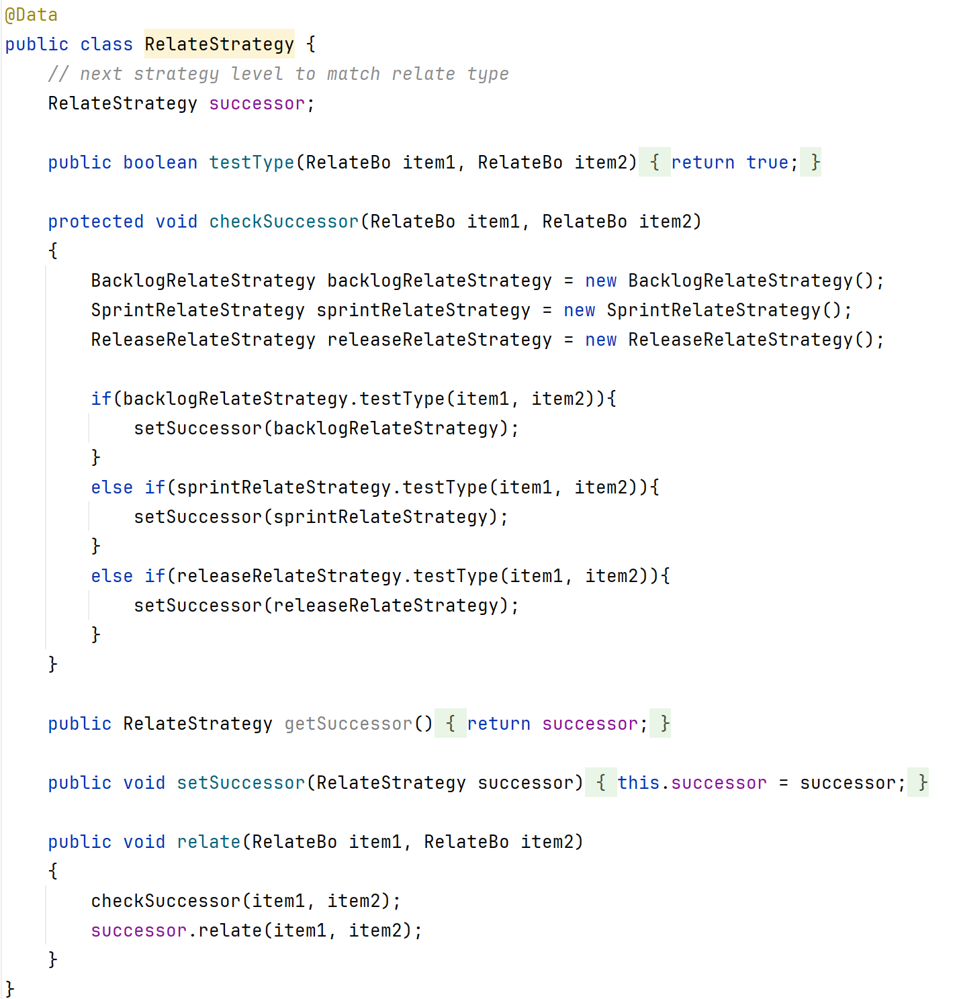 @Data
public class RelateStrategy {
    // next strategy level to match relate type
    RelateStrategy successor;

    public boolean testType(RelateBo item1, RelateBo item2) { return true; }

    protected void checkSuccessor(RelateBo item1, RelateBo item2)
    {
        BacklogRelateStrategy backlogRelateStrategy = new BacklogRelateStrategy();
        SprintRelateStrategy sprintRelateStrategy = new SprintRelateStrategy();
        ReleaseRelateStrategy releaseRelateStrategy = new ReleaseRelateStrategy();

        if(backlogRelateStrategy.testType(item1, item2)){
            setSuccessor(backlogRelateStrategy);
        }
        else if(sprintRelateStrategy.testType(item1, item2)){
            setSuccessor(sprintRelateStrategy);
        }
        else if(releaseRelateStrategy.testType(item1, item2)){
            setSuccessor(releaseRelateStrategy);
        }
    }

    public RelateStrategy getSuccessor() { return successor; }

    public void setSuccessor(RelateStrategy successor) { this.successor = successor; }

    public void relate(RelateBo item1, RelateBo item2)
    {
        checkSuccessor(item1, item2);
        successor.relate(item1, item2);
    }
}